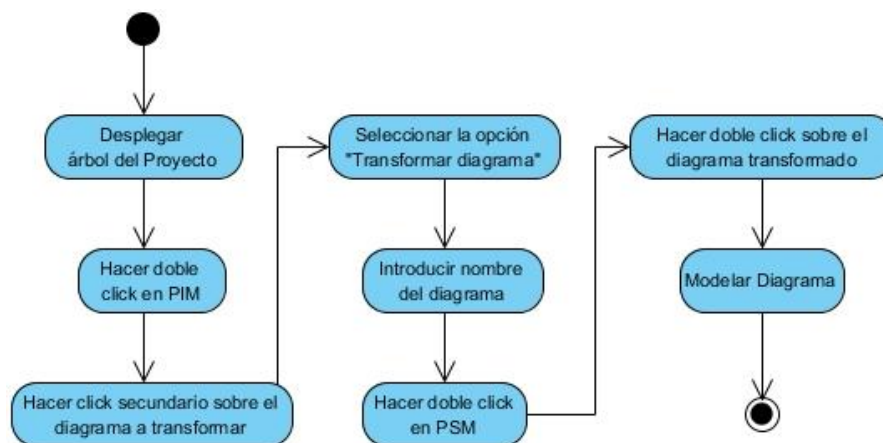 Desplegar
árbol del Proyecto
Hacer doble
click en PIM
Hacer click secundario sobre el
diagrama a transformar
Seleccionar la opción
"Transformar diagrama"
Introducir nombre
del diagrama
Hacer doble click
en PSM
Hacer doble click sobre el
diagrama transformado
Modelar Diagrama